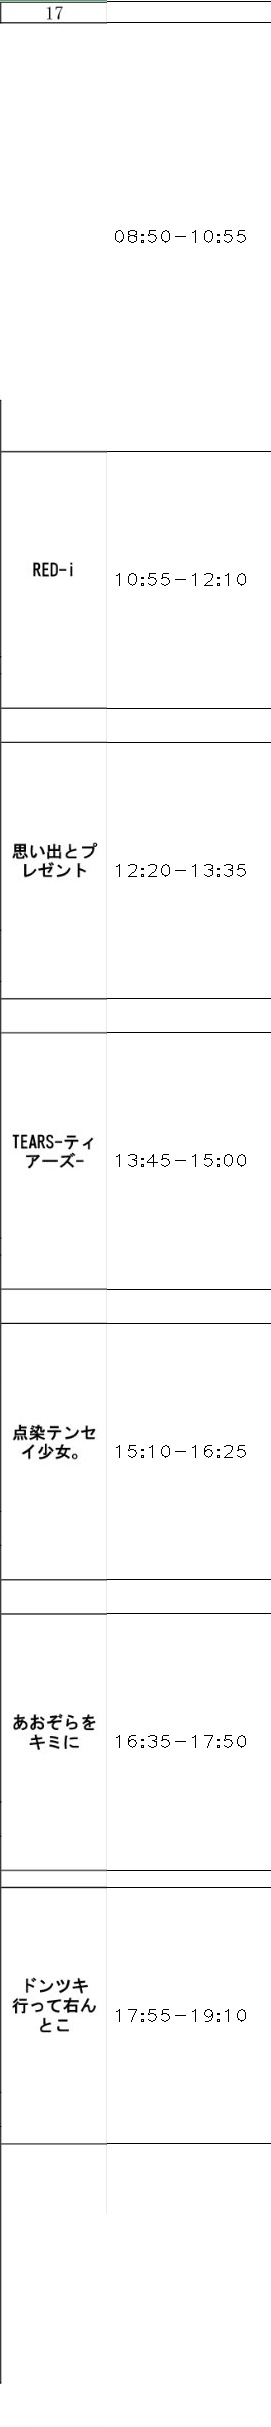 17
08:50-10:55
RED-i
10:55-12:10
思い出とプ
レゼント
12:20-13:35
TEARS-ティ
アーズ-
13:45-15:00
点染テンセ
イ少女。
15:10-16:25
あおぞらを
キミに
16:35-17:50
ドンツキ
行って右ん
とこ
17:55-19:10